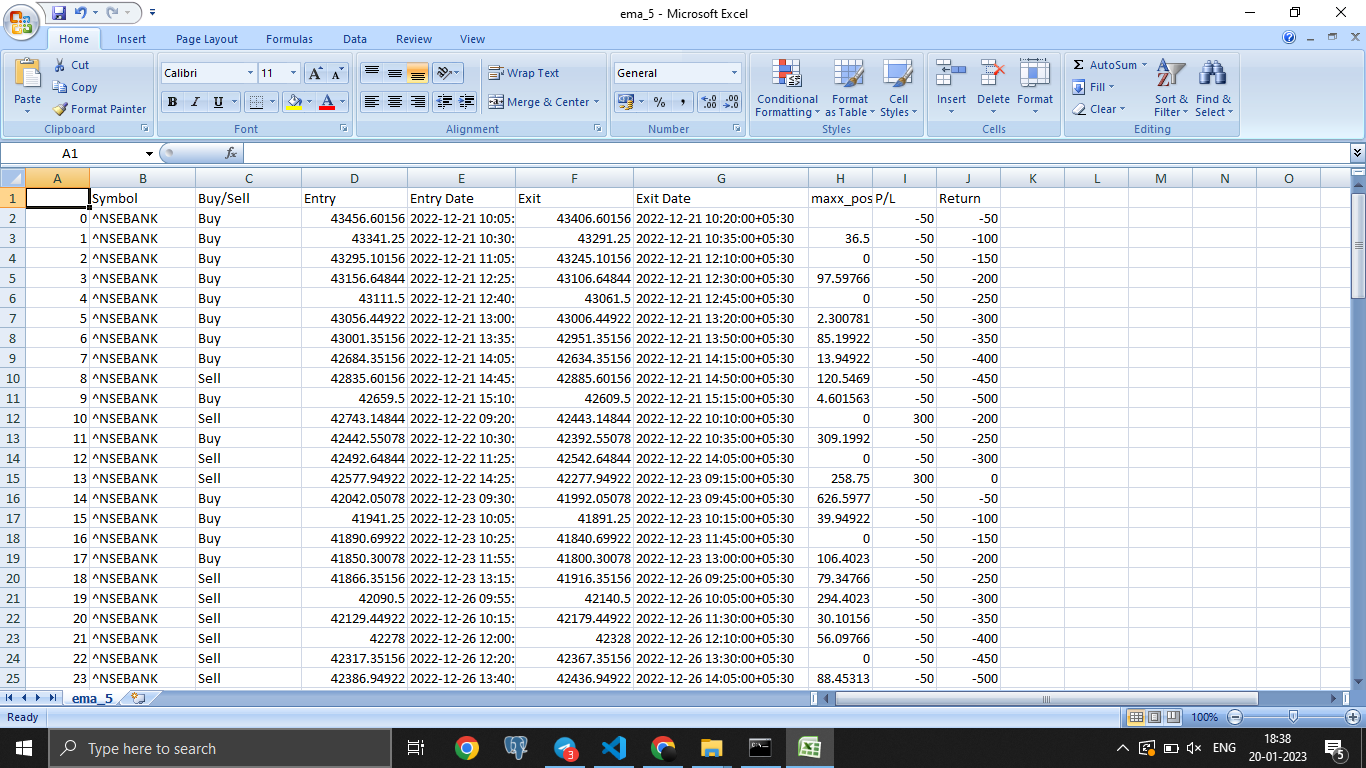 ema_5 - Microsoft Excel
Home Insert Page Layout Formulas Data Review View
Paste
Cut
Copy
Format Painter
Clipboard
Calibri 11
B I U
Font
Wrap Text
Merge & Center
Alignment
General
% ,
Number
Conditional Formatting
Format as Table
Cell Styles
Styles
Insert Delete Format
Cells
Σ AutoSum
Fill
Clear
Sort & Filter
Find & Select
Editing
A1 fx
A B C D E F G H I J K L M N O
1 Symbol Buy/Sell Entry Entry Date Exit Exit Date maxx_pos P/L Return
2 0 ^NSEBANK Buy 43456.60156 2022-12-21 10:05: 43406.60156 2022-12-21 10:20:00+05:30 -50 -50
3 1 ^NSEBANK Buy 43341.25 2022-12-21 10:30: 43291.25 2022-12-21 10:35:00+05:30 36.5 -50 -100
4 2 ^NSEBANK Buy 43295.10156 2022-12-21 11:05: 43245.10156 2022-12-21 12:10:00+05:30 0 -50 -150
5 3 ^NSEBANK Buy 43156.64844 2022-12-21 12:25: 43106.64844 2022-12-21 12:30:00+05:30 97.59766 -50 -200
6 4 ^NSEBANK Buy 43111.5 2022-12-21 12:40: 43061.5 2022-12-21 12:45:00+05:30 0 -50 -250
7 5 ^NSEBANK Buy 43056.44922 2022-12-21 13:00: 43006.44922 2022-12-21 13:20:00+05:30 2.300781 -50 -300
8 6 ^NSEBANK Buy 43001.35156 2022-12-21 13:35: 42951.35156 2022-12-21 13:50:00+05:30 85.19922 -50 -350
9 7 ^NSEBANK Buy 42684.35156 2022-12-21 14:05: 42634.35156 2022-12-21 14:15:00+05:30 13.94922 -50 -400
10 8 ^NSEBANK Sell 42835.60156 2022-12-21 14:45: 42885.60156 2022-12-21 14:50:00+05:30 120.5469 -50 -450
11 9 ^NSEBANK Buy 42659.5 2022-12-21 15:10: 42609.5 2022-12-21 15:15:00+05:30 4.601563 -50 -500
12 10 ^NSEBANK Sell 42743.14844 2022-12-22 09:20: 42443.14844 2022-12-22 10:10:00+05:30 0 300 -200
13 11 ^NSEBANK Buy 42442.55078 2022-12-22 10:30: 42392.55078 2022-12-22 10:35:00+05:30 309.1992 -50 -250
14 12 ^NSEBANK Sell 42492.64844 2022-12-22 11:25: 42542.64844 2022-12-22 14:05:00+05:30 0 -50 -300
15 13 ^NSEBANK Sell 42577.94922 2022-12-22 14:25: 42277.94922 2022-12-23 09:15:00+05:30 258.75 300 0
16 14 ^NSEBANK Buy 42042.05078 2022-12-23 09:30: 41992.05078 2022-12-23 09:45:00+05:30 626.5977 -50 -50
17 15 ^NSEBANK Buy 41941.25 2022-12-23 10:05: 41891.25 2022-12-23 10:15:00+05:30 39.94922 -50 -100
18 16 ^NSEBANK Buy 41890.69922 2022-12-23 10:25: 41840.69922 2022-12-23 11:45:00+05:30 0 -50 -150
19 17 ^NSEBANK Buy 41850.30078 2022-12-23 11:55: 41800.30078 2022-12-23 13:00:00+05:30 106.4023 -50 -200
20 18 ^NSEBANK Sell 41866.35156 2022-12-23 13:15: 41916.35156 2022-12-26 09:25:00+05:30 79.34766 -50 -250
21 19 ^NSEBANK Sell 42090.5 2022-12-26 09:55: 42140.5 2022-12-26 10:05:00+05:30 294.4023 -50 -300
22 20 ^NSEBANK Sell 42129.44922 2022-12-26 10:15: 42179.44922 2022-12-26 11:30:00+05:30 30.10156 -50 -350
23 21 ^NSEBANK Sell 42278 2022-12-26 12:00: 42328 2022-12-26 12:10:00+05:30 56.09766 -50 -400
24 22 ^NSEBANK Sell 42317.35156 2022-12-26 12:20: 42367.35156 2022-12-26 13:30:00+05:30 0 -50 -450
25 23 ^NSEBANK Sell 42386.94922 2022-12-26 13:40: 42436.94922 2022-12-26 14:05:00+05:30 88.45313 -50 -500
ema_5
Ready 100%
Type here to search 3 ENG 18:38
20-01-2023 5